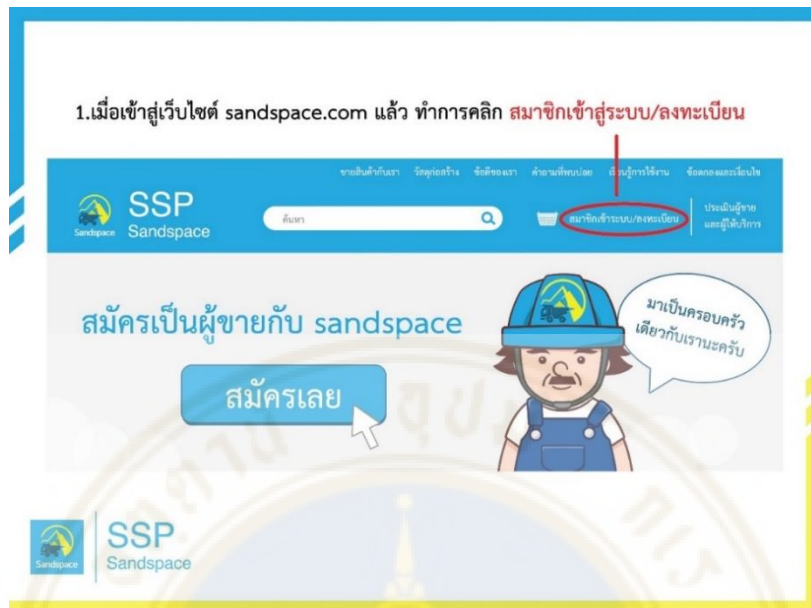 1.เมื่อเข้าสู่เว็บไซต์ sandspace.com แล้ว ทำการคลิก สมาชิกเข้าสู่ระบบ/ลงทะเบียน
ขายสินค้ากับเรา วัสดุก่อสร้าง ข้อดีของเรา คำถามที่พบบ่อย เรียนรู้การใช้งาน ข้อตกลงและเงื่อนไข
Sandspace
SSP
Sandspace
ค้นหา
สมาชิกเข้าระบบ/ลงทะเบียน
ประเมินผู้ขาย
และผู้ให้บริการ
สมัครเป็นผู้ขายกับ sandspace
สมัครเลย
มาเป็นครอบครัว
เดียวกับเรานะครับ
Sandspace
SSP
Sandspace